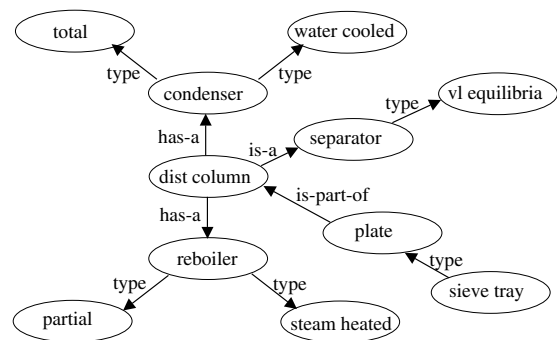 total
water cooled
type
type
condenser
vl equilibria
type
has-a
separator
is-a
dist column
is-part-of
has-a
plate
reboiler
type
type
type
sieve tray
partial
steam heated